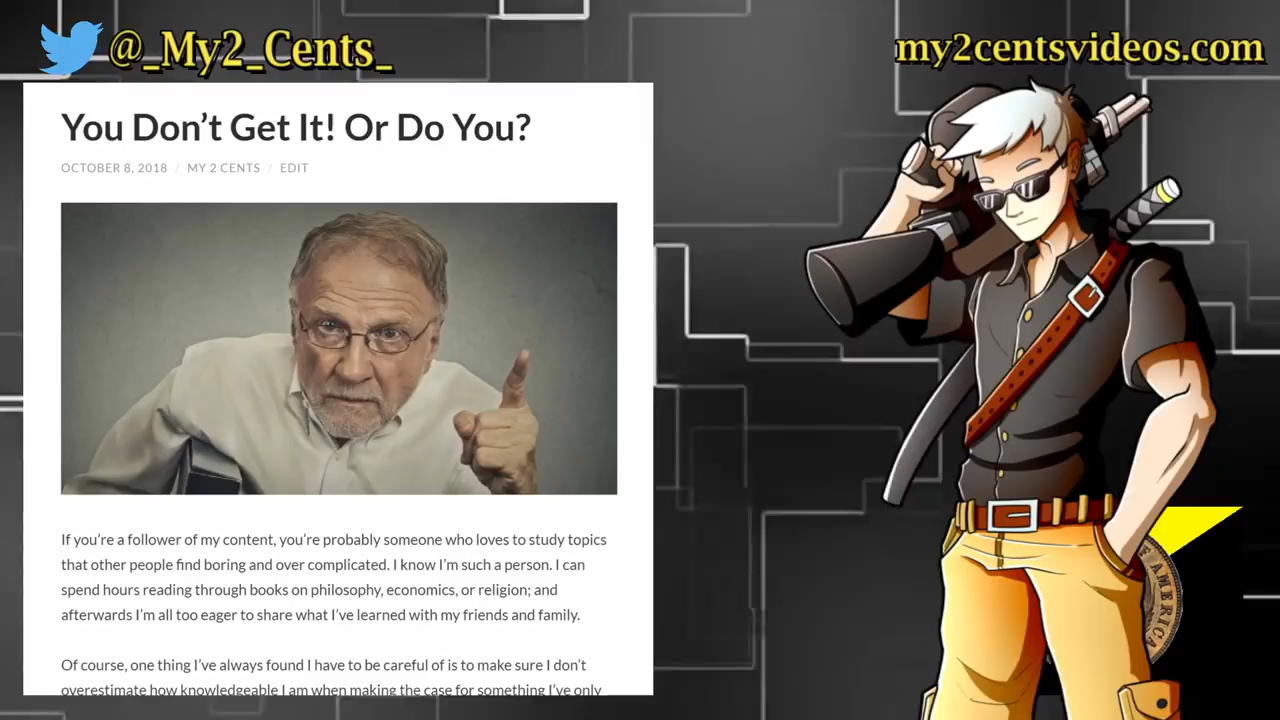 @_My2_Cents_
my2centsvideos.com
You Don't Get It! Or Do You?
OCTOBER 8, 2018 / MY 2 CENTS / EDIT
If you're a follower of my content, you're probably someone who loves to study topics
that other people find boring and over complicated. I know I'm such a person. I can
spend hours reading through books on philosophy, economics, or religion; and
afterwards I'm all too eager to share what I've learned with my friends and family.
Of course, one thing I've always found I have to be careful of is to make sure I don't
overestimate how knowledgeable I am when making the case for something I've only
OF AMERICA